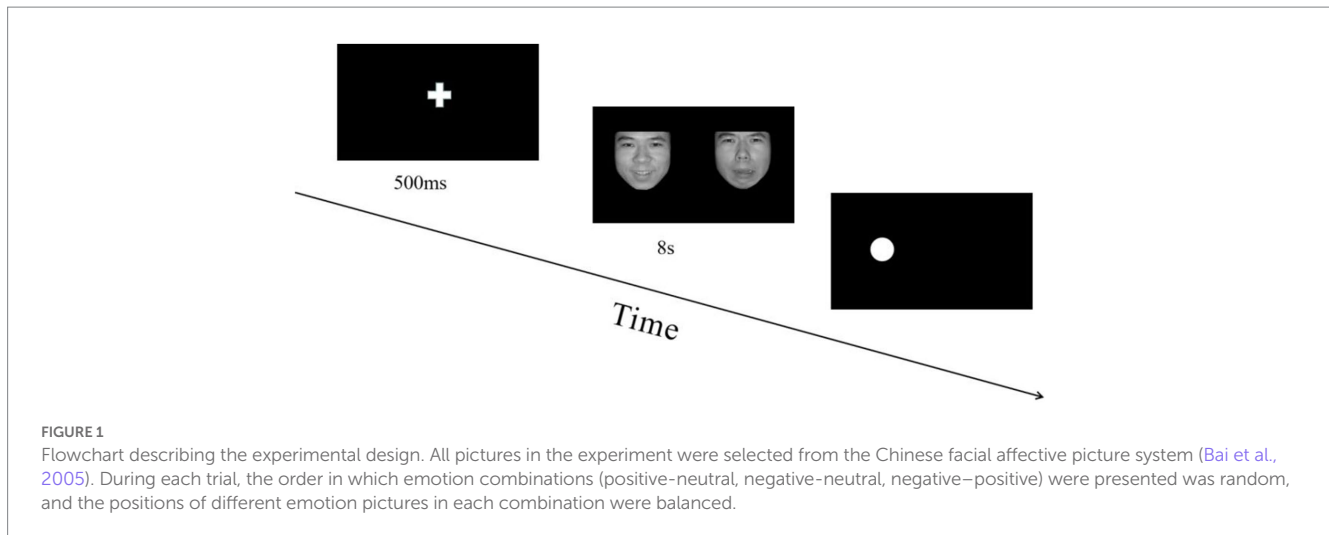 500ms
8s
Time
FIGURE 1
Flowchart describing the experimental design. All pictures in the experiment were selected from the Chinese facial affective picture system (Bai et al.,
2005). During each trial, the order in which emotion combinations (positive-neutral, negative-neutral, negative–positive) were presented was random,
and the positions of different emotion pictures in each combination were balanced.